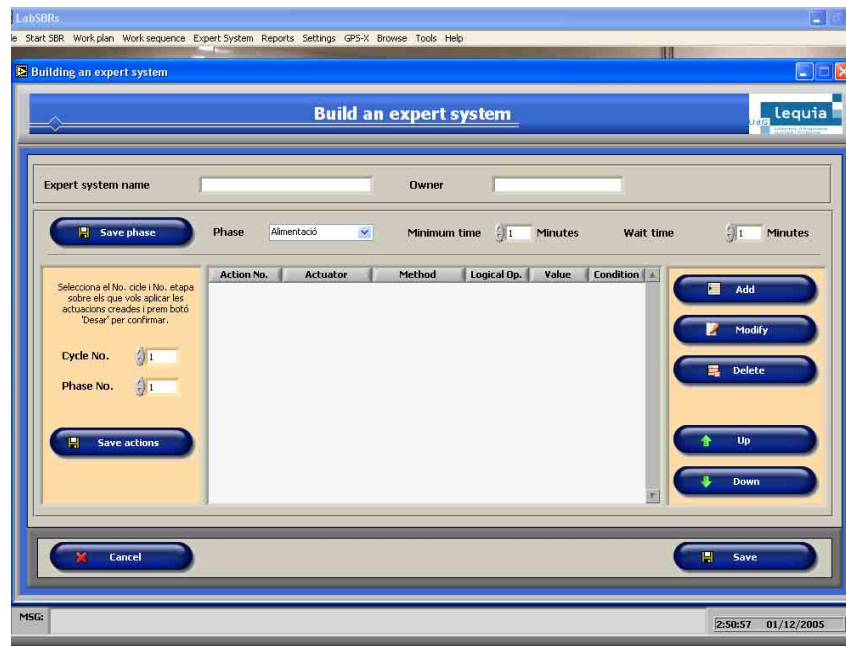 LabSBRs
e Start SBR Work plan Work sequence Expert System Reports Settings GPS-X Browse Tools Help
Building an expert system
Build an expert system
UdG lequia
Expert system name Owner
Save phase Phase Alimentació Minimum time 1 Minutes Wait time 1 Minutes
Action No. Actuator Method Logical Op. Value Condition
Selecciona el No. cicle i No. etapa
sobre els que vols aplicar les
actuacions creades i prem botó
'Desar' per confirmar.
Cycle No. 1
Phase No. 1
Save actions
Add
Modify
Delete
Up
Down
Cancel Save
MSG: 2:50:57 01/12/2005